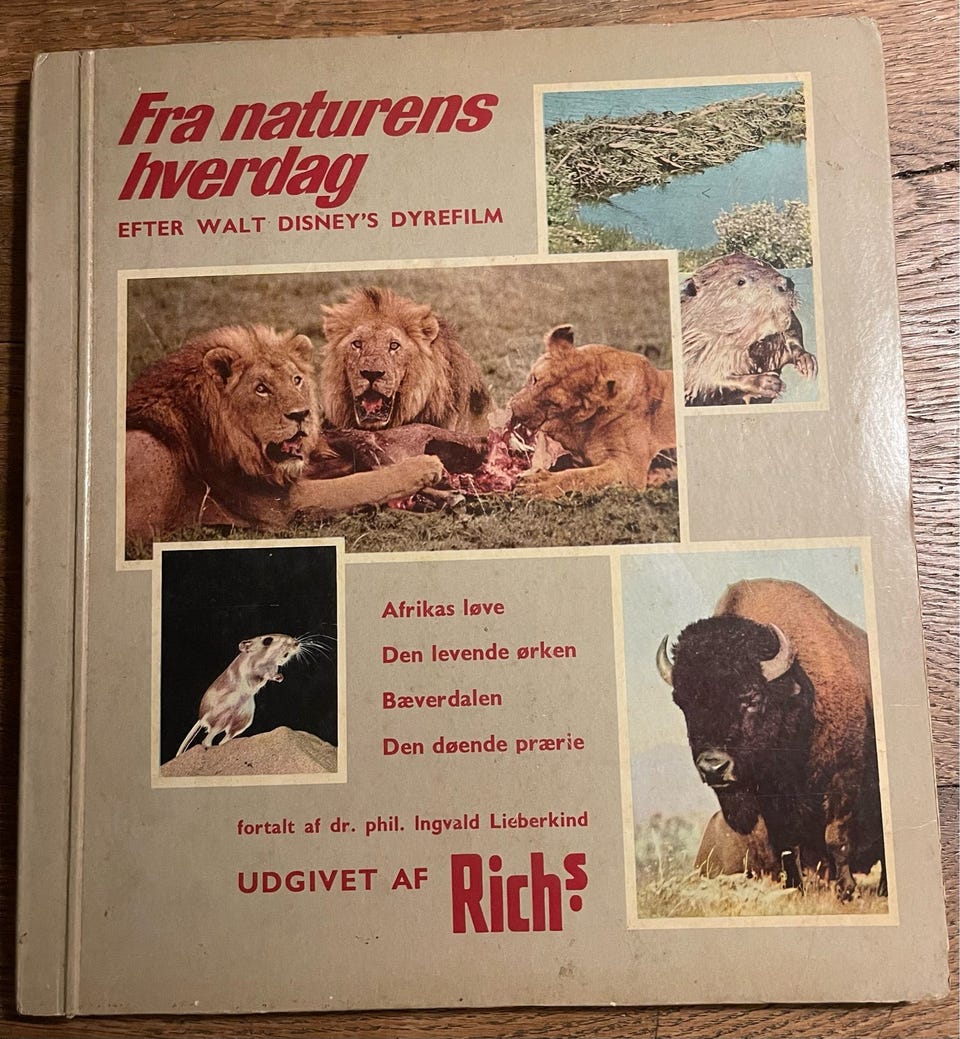 Fra naturens
hverdag
EFTER WALT DISNEY'S DYREFILM
Afrikas løve
Den levende ørken
Bæverdalen
Den døende prærie
fortalt af dr. phil. Ingvald Lieberkind
UDGIVET AF Richs